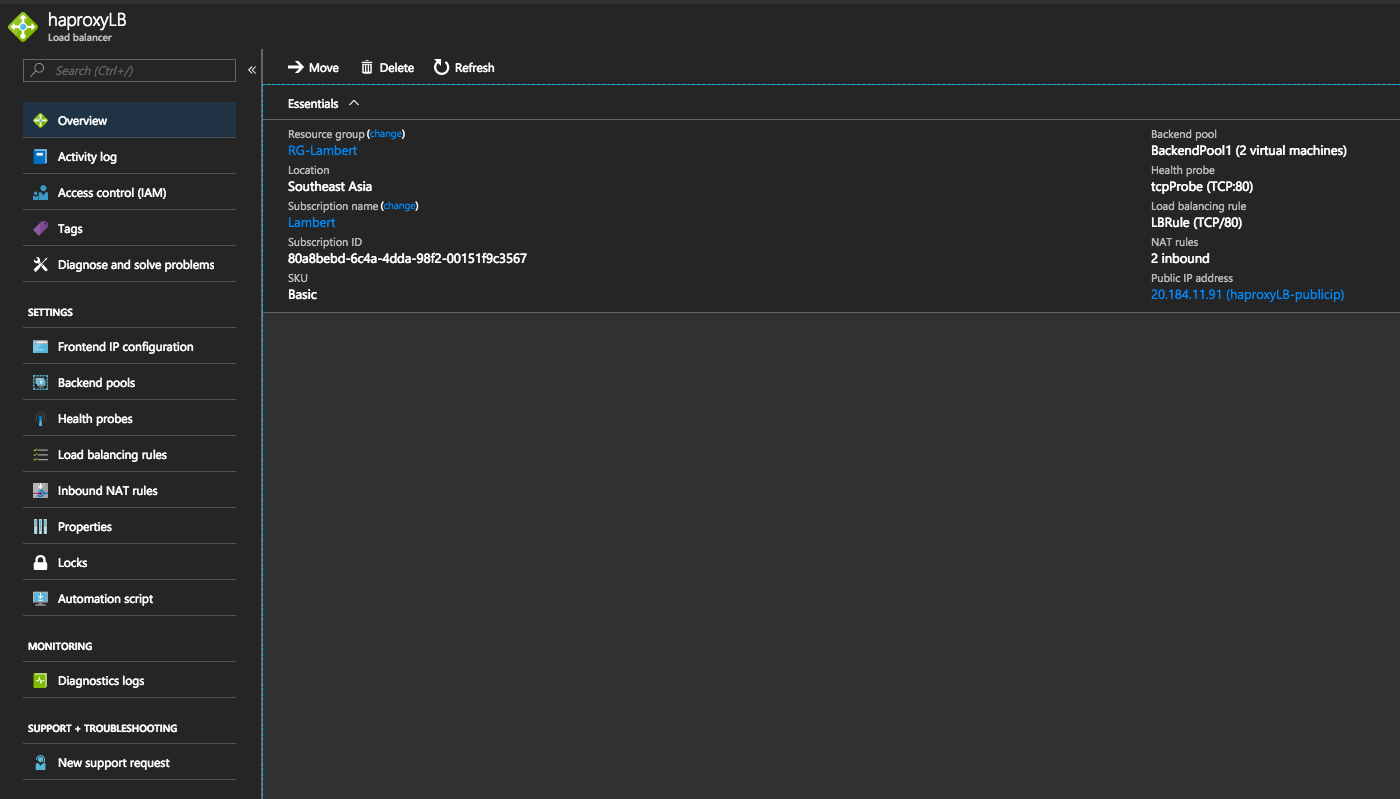 haproxyLB
Load balancer
Search (Ctrl+/)
«
Overview
Activity log
Access control (IAM)
Tags
Diagnose and solve problems
SETTINGS
Frontend IP configuration
Backend pools
Health probes
Load balancing rules
Inbound NAT rules
Properties
Locks
Automation script
MONITORING
Diagnostics logs
SUPPORT + TROUBLESHOOTING
New support request
Move Delete Refresh
Essentials
Resource group (change)
RG-Lambert
Location
Southeast Asia
Subscription name (change)
Lambert
Subscription ID
80a8bebd-6c4a-4dda-98f2-00151f9c3567
SKU
Basic
Backend pool
BackendPool1 (2 virtual machines)
Health probe
tcpProbe (TCP:80)
Load balancing rule
LBRule (TCP/80)
NAT rules
2 inbound
Public IP address
20.184.11.91 (haproxyLB-publicip)